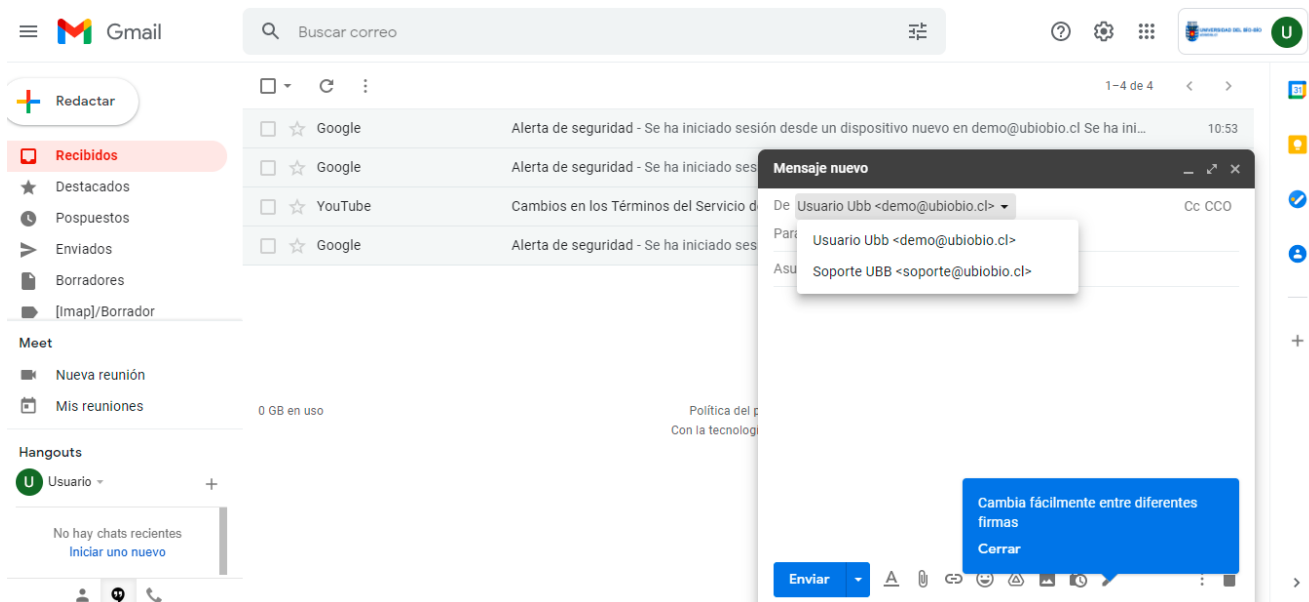 Gmail
Buscar correo
UNIVERSIDAD DEL BIO-BIO
U
Redactar
1–4 de 4
31
Recibidos
Destacados
Pospuestos
Enviados
Borradores
[Imap]/Borrador
Google Alerta de seguridad - Se ha iniciado sesión desde un dispositivo nuevo en demo@ubiobio.cl Se ha ini... 10:53
Google Alerta de seguridad - Se ha iniciado ses
YouTube Cambios en los Términos del Servicio d
Google Alerta de seguridad - Se ha iniciado ses
Mensaje nuevo
De Usuario Ubb <demo@ubiobio.cl> Cc CCO
Para
Usuario Ubb <demo@ubiobio.cl>
Asu
Soporte UBB <soporte@ubiobio.cl>
Meet
Nueva reunión
Mis reuniones
0 GB en uso
Política del p
Con la tecnologí
Hangouts
U Usuario
No hay chats recientes
Iniciar uno nuevo
Cambia fácilmente entre diferentes
firmas
Cerrar
Enviar